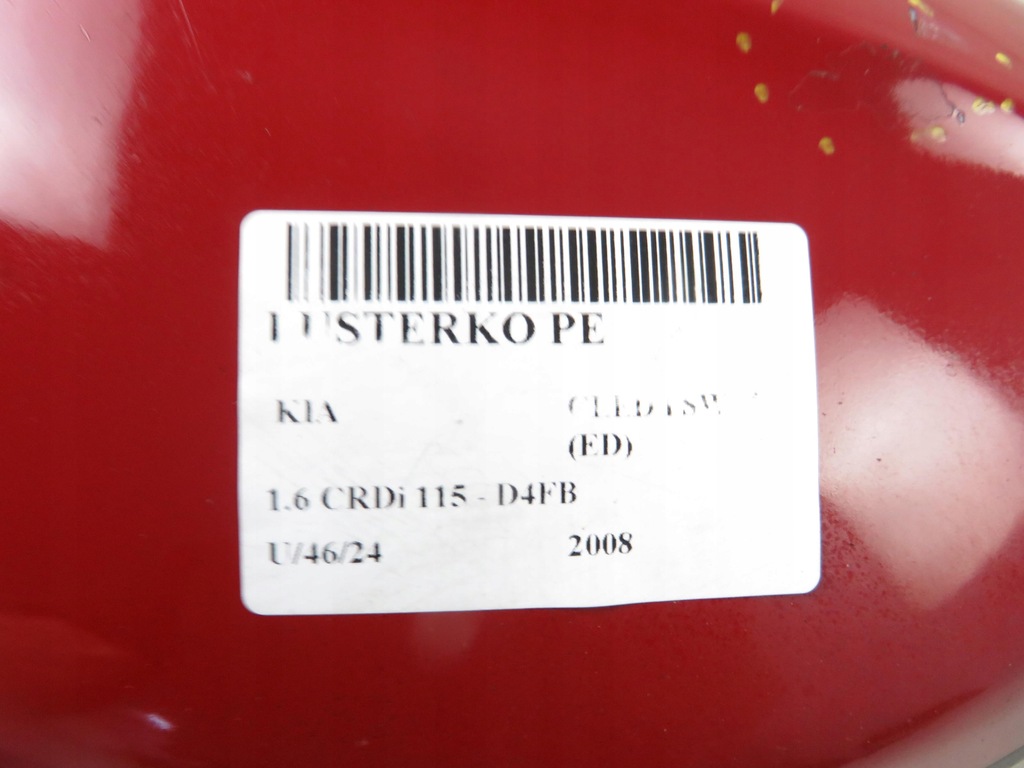 LUSTERKO PE
KIA
(ED)
1.6 CRDi 115 - D4FB
U/46/24
2008